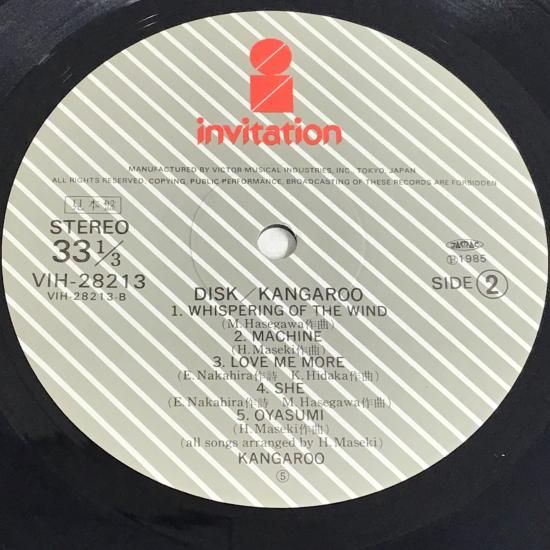 invitation
MANUFACTURED BY VICTOR MUSICAL INDUSTRIES, INC. TOKYO, JAPAN
ALL RIGHTS RESERVED, COPYING, PUBLIC-PERFORMANCE, BROADCASTING OF THESE RECORDS ARE FORBIDDEN
見本盤
STEREO
33 1/3
VIH-28213
VIH-28213-B
JASRAC
Ⓟ1985
SIDE ②
DISK/KANGAROO
1. WHISPERING OF THE WIND
(M. Hasegawa作曲)
2. MACHINE
(H. Maseki作曲)
3. LOVE ME MORE
(E. Nakahira作詩 K. Hidaka作曲)
4. SHE
(E. Nakahira作詩 M. Hasegawa作曲)
5. OYASUMI
(H. Maseki作曲)
(all songs arranged by H. Maseki)
KANGAROO
⑤